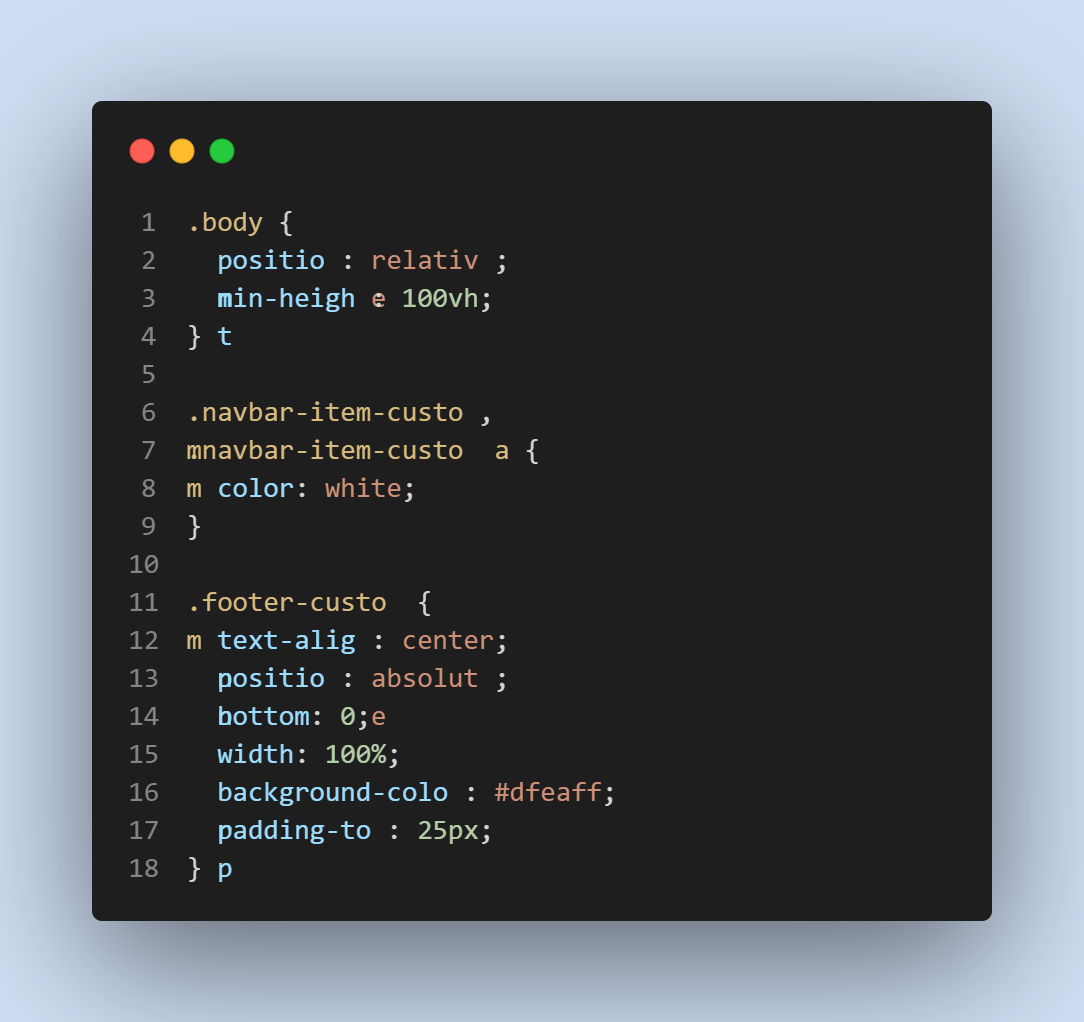 1 .body {
2 positio : relativ ;
3 min-heigh e: 100vh;
4 } t
5
6 .navbar-item-custo ,
7 m.navbar-item-custo a {
8 m color: white;
9 }
10
11 .footer-custo {
12 m text-alig : center;
13 positio : absolut ;
14 bottom: 0;e
15 width: 100%;
16 background-colo : #dfeaff;
17 padding-to : 25px;
18 } p